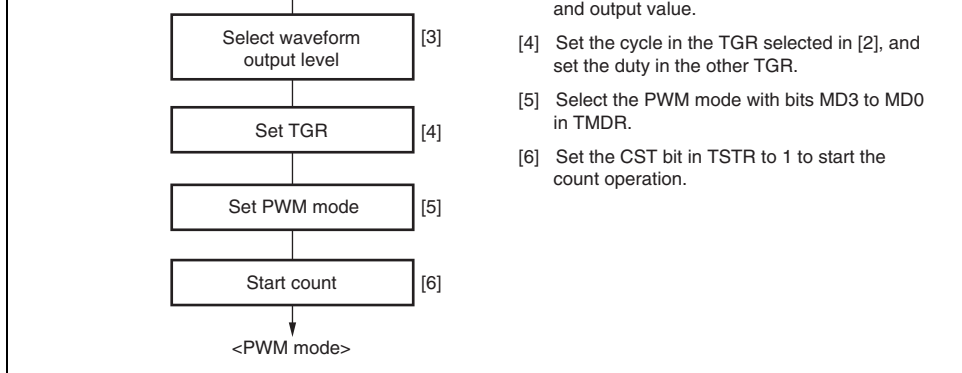 Select waveform
output level
[3]
Set TGR
[4]
Set PWM mode
[5]
Start count
[6]
<PWM mode>
and output value.
[4] Set the cycle in the TGR selected in [2], and
set the duty in the other TGR.
[5] Select the PWM mode with bits MD3 to MD0
in TMDR.
[6] Set the CST bit in TSTR to 1 to start the
count operation.